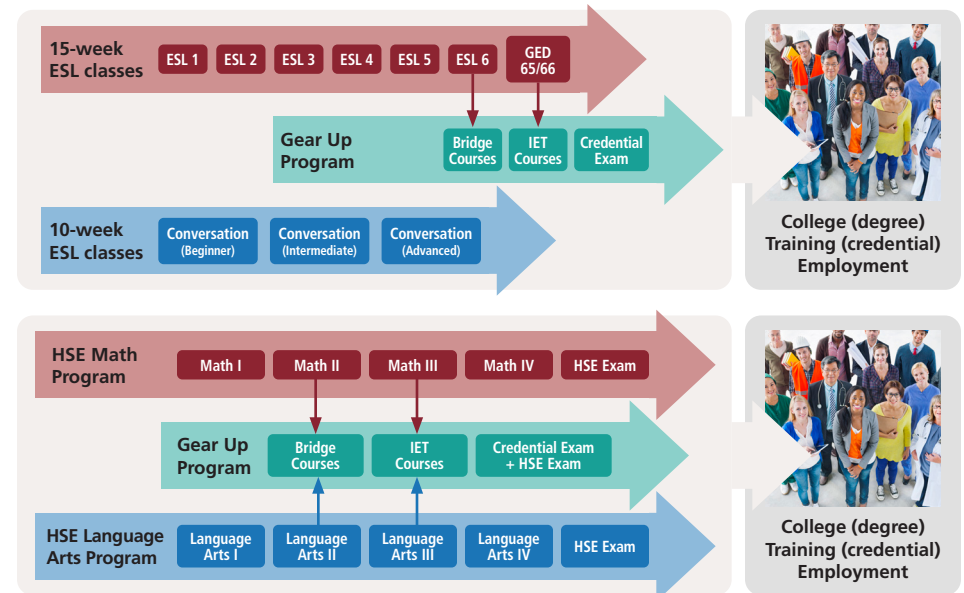 15-week
ESL classes
ESL 1
ESL 2
ESL 3
ESL 4
ESL 5
ESL 6
GED
65/66
Gear Up
Program
Bridge
Courses
IET
Courses
Credential
Exam
10-week
ESL classes
Conversation
(Beginner)
Conversation
(Intermediate)
Conversation
(Advanced)
College (degree)
Training (credential)
Employment
HSE Math
Program
Math I
Math II
Math III
Math IV
HSE Exam
Gear Up
Program
Bridge
Courses
IET
Courses
Credential Exam
+ HSE Exam
HSE Language
Arts Program
Language
Arts I
Language
Arts II
Language
Arts III
Language
Arts IV
HSE Exam
College (degree)
Training (credential)
Employment